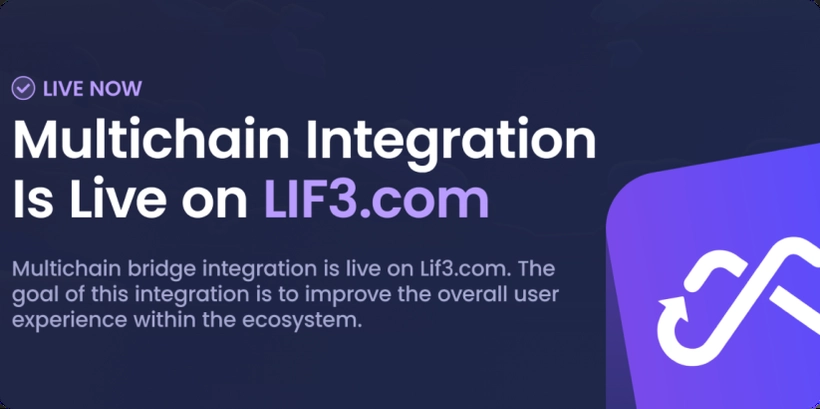 LIVE NOW
Multichain Integration
Is Live on LIF3.com
Multichain bridge integration is live on Lif3.com. The
goal of this integration is to improve the overall user
experience within the ecosystem.